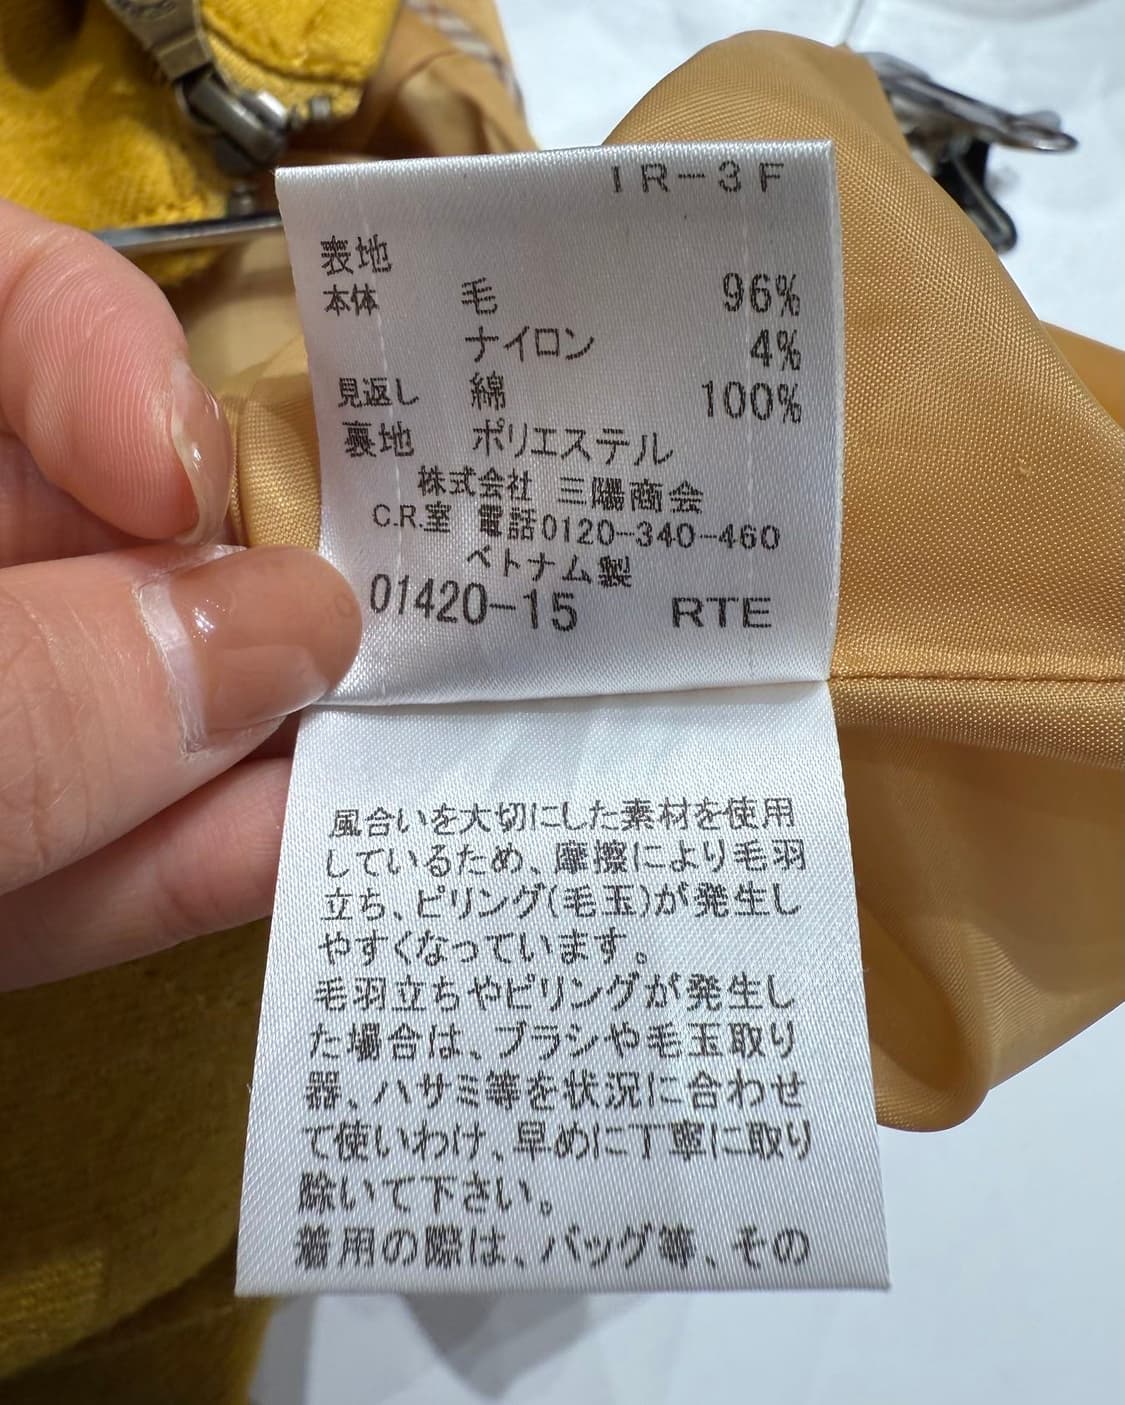 IR-3F
表地
本体 毛 96%
ナイロン 4%
見返し 綿 100%
裏地 ポリエステル
株式会社 三陽商会
C.R.室 電話0120-340-460
ベトナム製
01420-15 RTE
風合いを大切にした素材を使用
しているため、摩擦により毛羽
立ち、ピリング(毛玉)が発生し
やすくなっています。
毛羽立ちやピリングが発生し
た場合は、ブラシや毛玉取り
器、ハサミ等を状況に合わせ
て使いわけ、早めに丁寧に取り
除いて下さい。
着用の際は、バッグ等、その